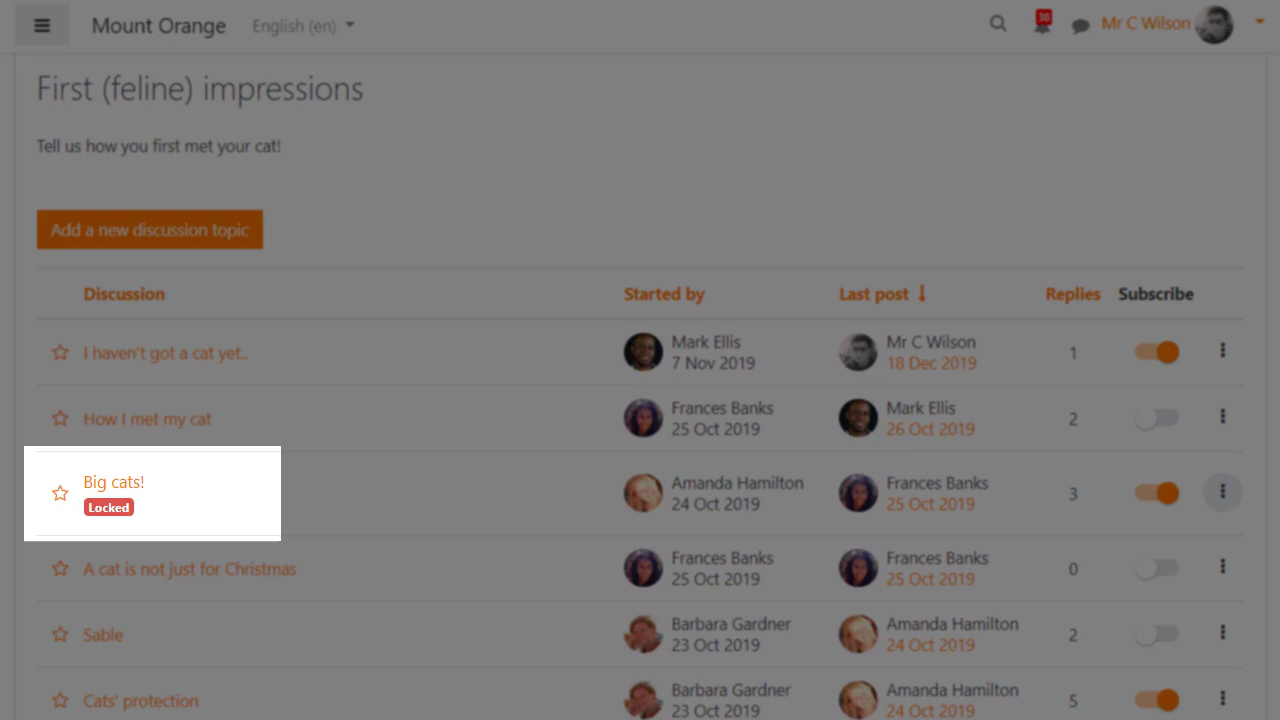 Mount Orange English (en) 38 Mr C Wilson
First (feline) impressions
Tell us how you first met your cat!
Add a new discussion topic
Discussion Started by Last post Replies Subscribe
I haven't got a cat yet.. Mark Ellis Mr C Wilson 1
7 Nov 2019 18 Dec 2019
How I met my cat Frances Banks Mark Ellis 2
25 Oct 2019 26 Oct 2019
Big cats! Amanda Hamilton Frances Banks 3
Locked 24 Oct 2019 25 Oct 2019
A cat is not just for Christmas Frances Banks Frances Banks 0
25 Oct 2019 25 Oct 2019
Sable Barbara Gardner Amanda Hamilton 2
23 Oct 2019 24 Oct 2019
Cats' protection Barbara Gardner Amanda Hamilton 5
23 Oct 2019 24 Oct 2019